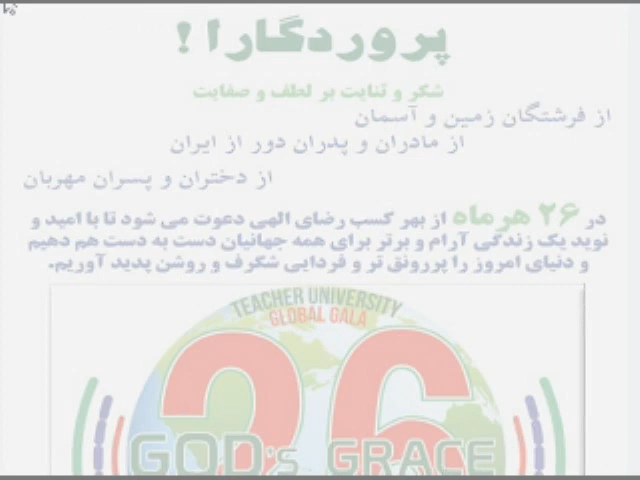 پروردگارا !
شکر و ثنایت بر لطف و صفایت
از فرشتگان زمین و آسمان
از مادران و پدران دور از ایران
از دختران و پسران مهربان
در ۲۶ هرماه از بهر کسب رضای الهی دعوت می شود تا با امید و
نوید یک زندگی آرام و برتر برای همه جهانیان دست به دست هم دهیم
و دنیای امروز را پررونق تر و فردایی شگرف و روشن پدید آوریم.
TEACHER UNIVERSITY
GLOBAL GALA
26
GOD's GRACE